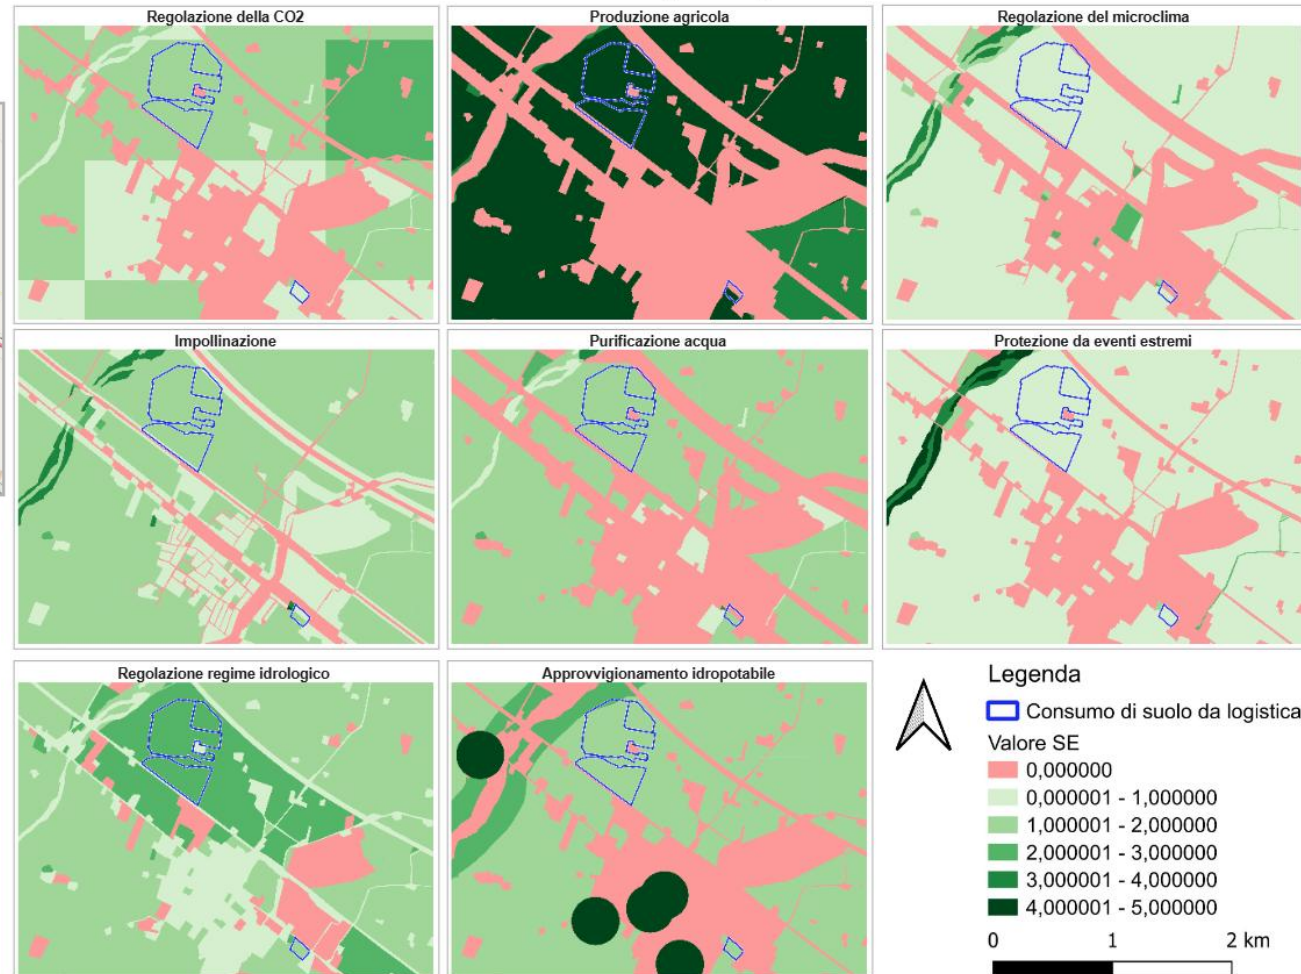 Regolazione della CO2
Produzione agricola
Regolazione del microclima
Impollinazione
Purificazione acqua
Protezione da eventi estremi
Regolazione regime idrologico
Approvvigionamento idropotabile
Legenda
Consumo di suolo da logistica
Valore SE
0,000000
0,000001 - 1,000000
1,000001 - 2,000000
2,000001 - 3,000000
3,000001 - 4,000000
4,000001 - 5,000000
0 1 2 km